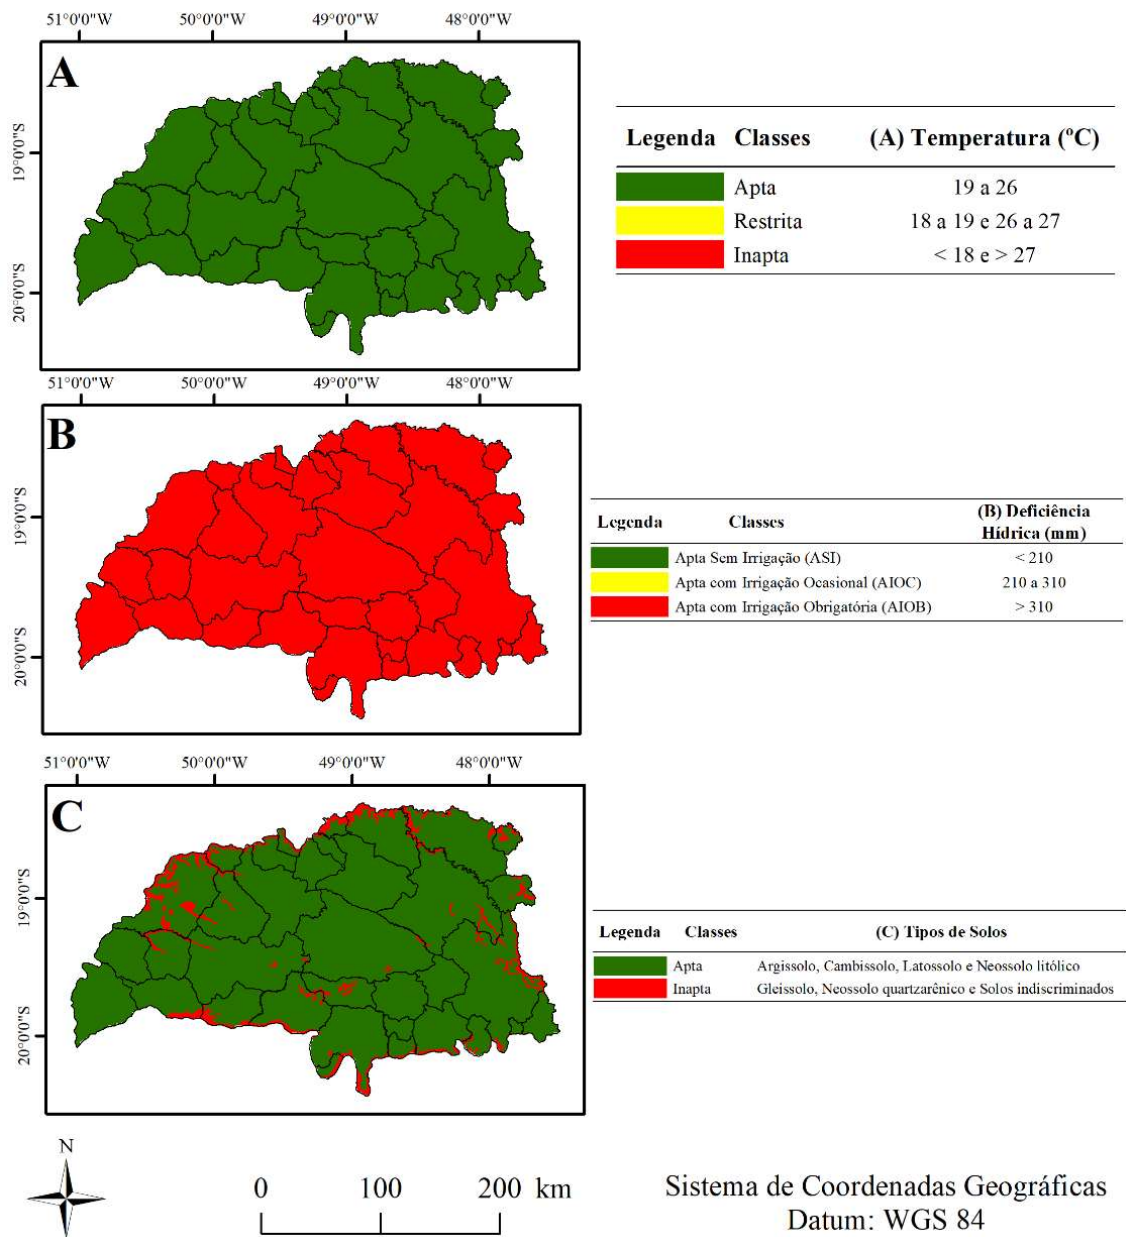 51°0'0"W 50°0'0"W 49°0'0"W 48°0'0"W
A
19°0'0"S
20°0'0"S
Legenda Classes (A) Temperatura (ºC)
Apta 19 a 26
Restrita 18 a 19 e 26 a 27
Inapta < 18 e > 27
51°0'0"W 50°0'0"W 49°0'0"W 48°0'0"W
B
19°0'0"S
20°0'0"S
Legenda Classes (B) Deficiência
Hídrica (mm)
Apta Sem Irrigação (ASI) < 210
Apta com Irrigação Ocasional (AIOC) 210 a 310
Apta com Irrigação Obrigatória (AIOB) > 310
51°0'0"W 50°0'0"W 49°0'0"W 48°0'0"W
C
19°0'0"S
20°0'0"S
Legenda Classes (C) Tipos de Solos
Apta Argissolo, Cambissolo, Latossolo e Neossolo litólico
Inapta Gleissolo, Neossolo quartzarênico e Solos indiscriminados
N
0 100 200 km
Sistema de Coordenadas Geográficas
Datum: WGS 84